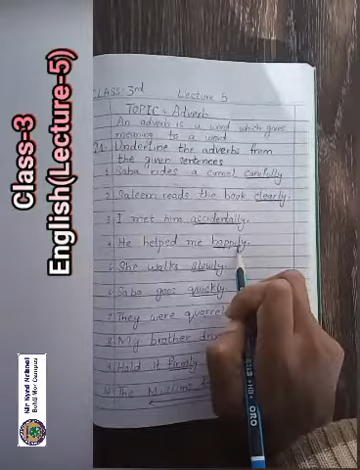 Class-3
English(Lecture-5)
CLASS: 3rd Lecture 5
TOPIC: Adverb
An adverb is a word which gives
meaning to a word
Underline the adverbs from
the given sentences
1 Saba rides a camel carefully
2 Saleem reads the book clearly.
3 I met him accidentally.
4 He helped me happily.
5 She walks slowly.
6 Saba goes quickly
7 They were
8 My brother
9 Hold it firmly
10 The Muslims
ORO